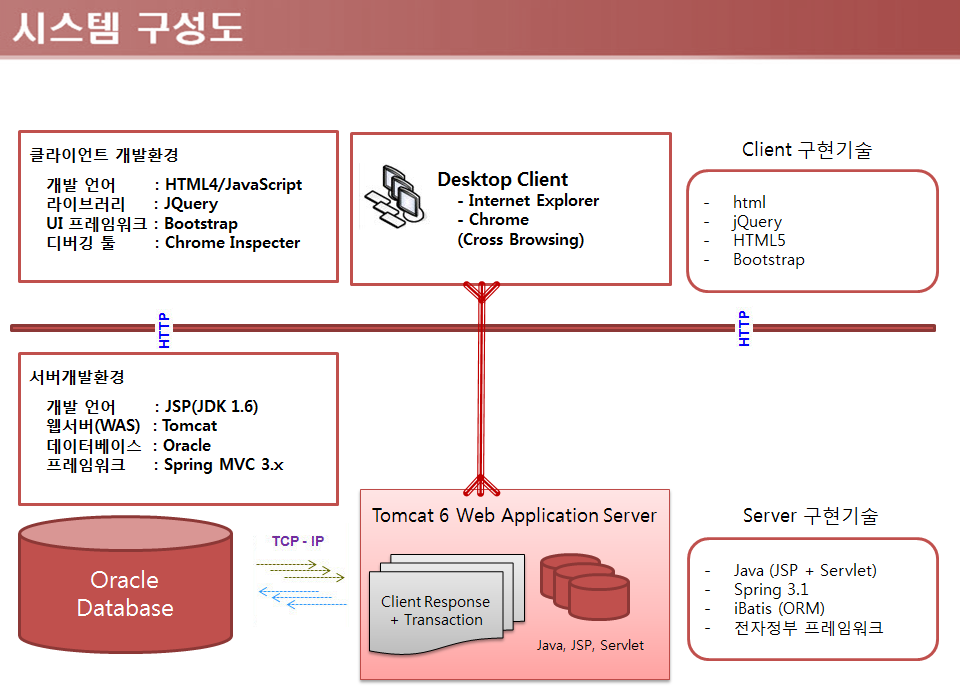 시스템 구성도
클라이언트 개발환경
개발 언어 : HTML4/JavaScript
라이브러리 : JQuery
UI 프레임워크 : Bootstrap
디버깅 툴 : Chrome Inspecter
Desktop Client
- Internet Explorer
- Chrome
(Cross Browsing)
Client 구현기술
- html
- jQuery
- HTML5
- Bootstrap
HTTP
HTTP
서버개발환경
개발 언어 : JSP(JDK 1.6)
웹서버(WAS) : Tomcat
데이터베이스 : Oracle
프레임워크 : Spring MVC 3.x
Oracle
Database
TCP - IP
Tomcat 6 Web Application Server
Client Response
+ Transaction
Java, JSP, Servlet
Server 구현기술
- Java (JSP + Servlet)
- Spring 3.1
- iBatis (ORM)
- 전자정부 프레임워크